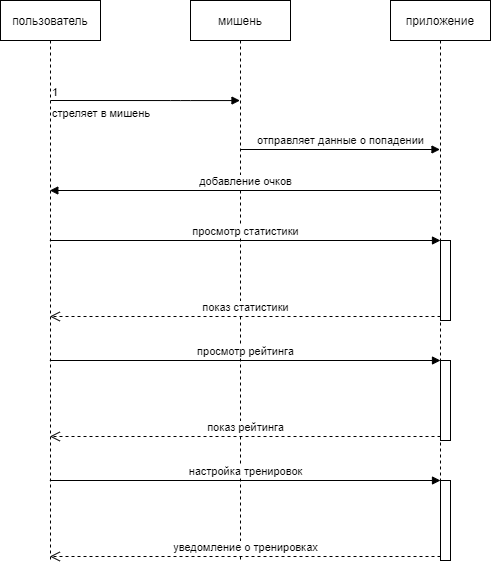 пользователь
мишень
приложение
1
стреляет в мишень
отправляет данные о попадении
добавление очков
просмотр статистики
показ статистики
просмотр рейтинга
показ рейтинга
настройка тренировок
уведомление о тренировках